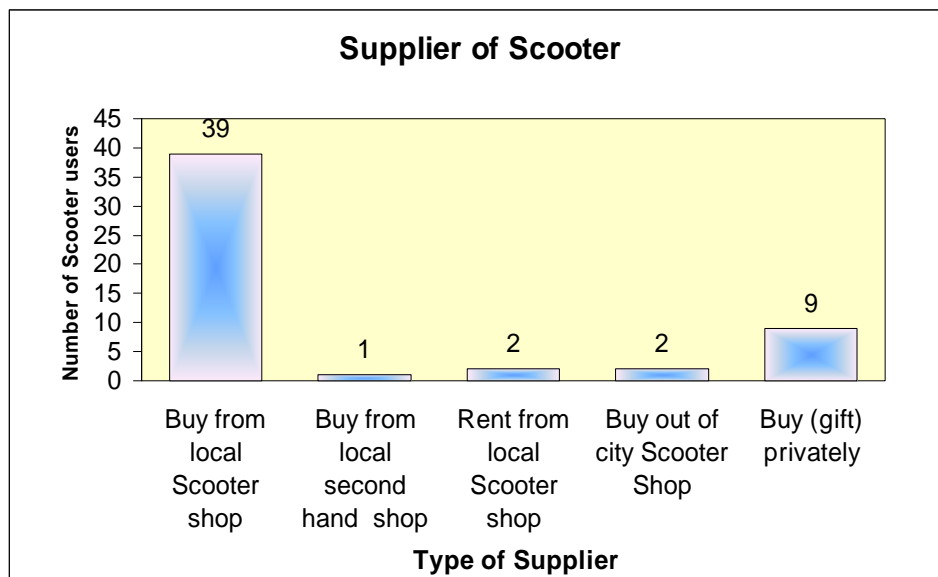 Supplier of Scooter
Number of Scooter users
45
40
35
30
25
20
15
10
5
0
39
1
2
2
9
Buy from
local
Scooter
shop
Buy from
local
second
hand shop
Rent from
local
Scooter
shop
Buy out of
city Scooter
Shop
Buy (gift)
privately
Type of Supplier